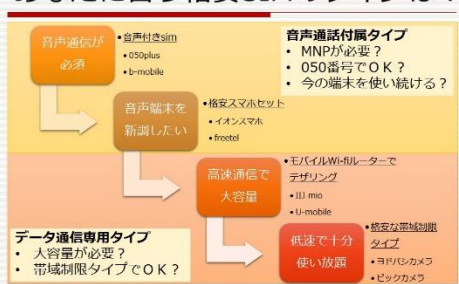 音声通信が
必須
• 音声付きsim
• 050plus
• b-mobile
音声通話付属タイプ
• MNPが必要？
• 050番号でＯＫ？
• 今の端末を使い続ける？
音声端末を
新調したい
• 格安スマホセット
• イオンスマホ
• freetel
高速通信で
大容量
• モバイルWi-fiルーターで
テザリング
• IIJ mio
• U-mobile
データ通信専用タイプ
• 大容量が必要？
• 帯域制限タイプでＯＫ？
低速で十分
使い放題
• 格安な帯域制限
タイプ
• ヨドバシカメラ
• ビックカメラ